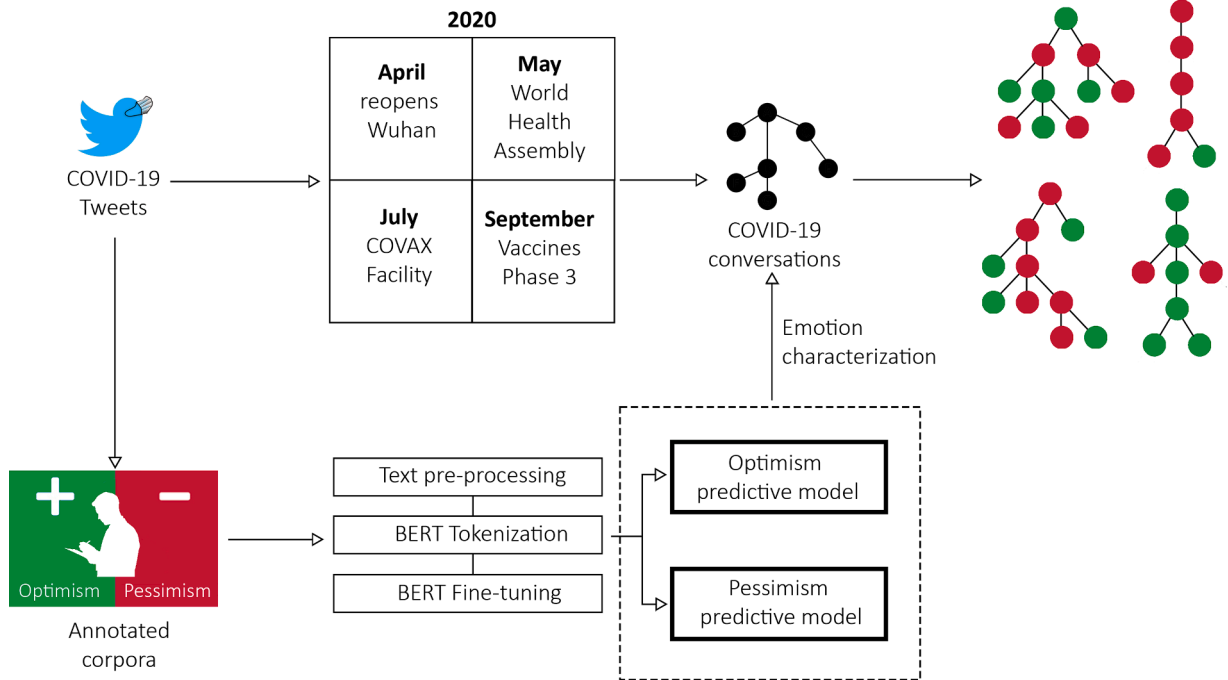 2020
April
reopens
Wuhan
May
World
Health
Assembly
July
COVAX
Facility
September
Vaccines
Phase 3
COVID-19
Tweets
COVID-19
conversations
Emotion
characterization
Optimism
Pessimism
Annotated
corpora
Text pre-processing
BERT Tokenization
BERT Fine-tuning
Optimism
predictive model
Pessimism
predictive model